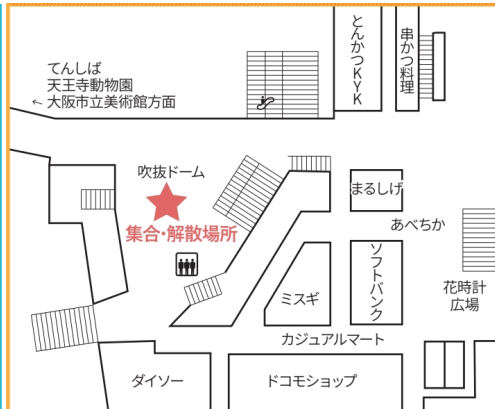 とんかつKYK
串かつ料理
てんしば
天王寺動物園
← 大阪市立美術館方面
吹抜ドーム
集合・解散場所
まるしげ
あべちか
ソフトバンク
花時計
広場
ミスギ
カジュアルマート
ダイソー
ドコモショップ